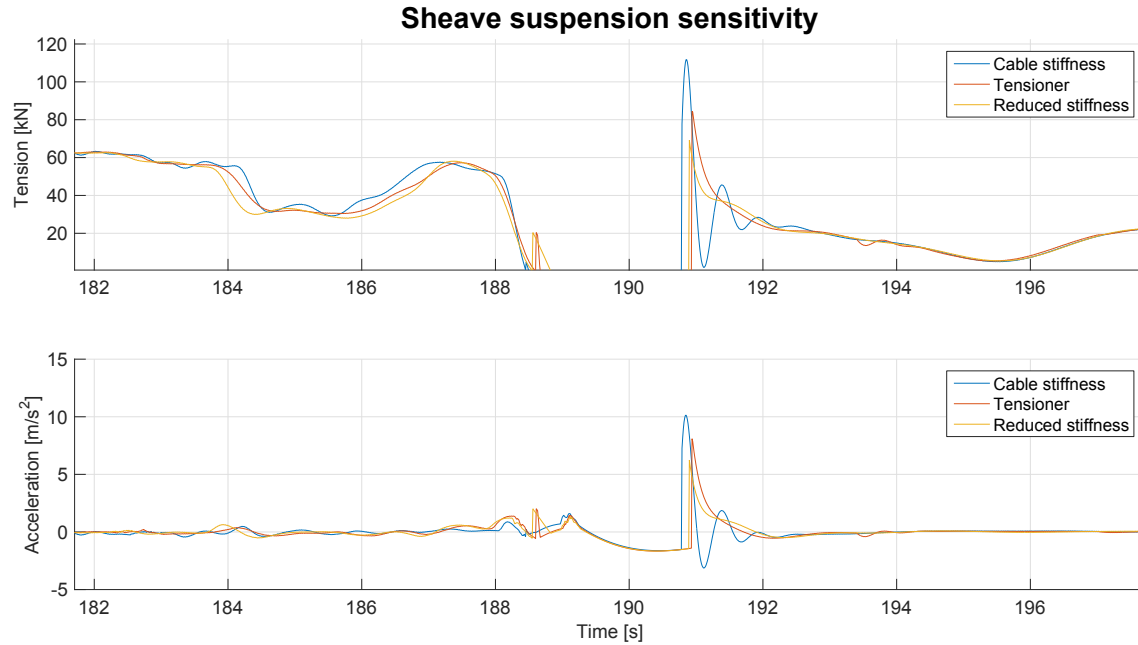 Sheave suspension sensitivity
Tension [kN]
120
100
80
60
40
20
182 184 186 188 190 192 194 196
Cable stiffness
Tensioner
Reduced stiffness
Acceleration [m/s²]
15
10
5
0
-5
182 184 186 188 190 192 194 196
Time [s]
Cable stiffness
Tensioner
Reduced stiffness